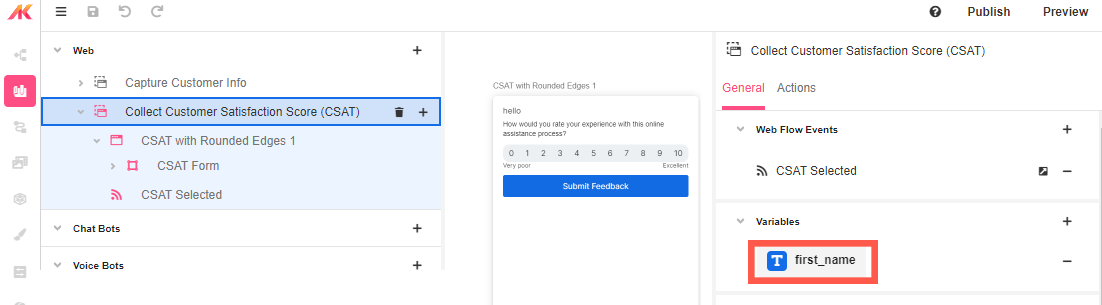 Publish
Preview
Web
Capture Customer Info
Collect Customer Satisfaction Score (CSAT)
CSAT with Rounded Edges 1
CSAT Form
CSAT Selected
Chat Bots
Voice Bots
CSAT with Rounded Edges 1
hello
How would you rate your experience with this online
assistance process?
0 1 2 3 4 5 6 7 8 9 10
Very poor Excellent
Submit Feedback
Collect Customer Satisfaction Score (CSAT)
General Actions
Web Flow Events
CSAT Selected
Variables
T first_name